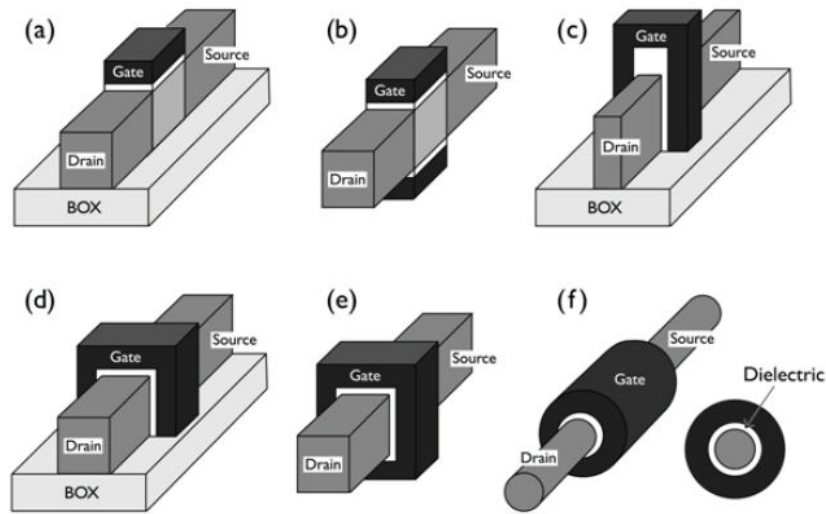 (a)
Gate
Source
Drain
BOX
(b)
Gate
Source
Drain
(c)
Gate
Source
Drain
BOX
(d)
Gate
Source
Drain
BOX
(e)
Gate
Source
Drain
(f)
Source
Gate
Drain
Dielectric